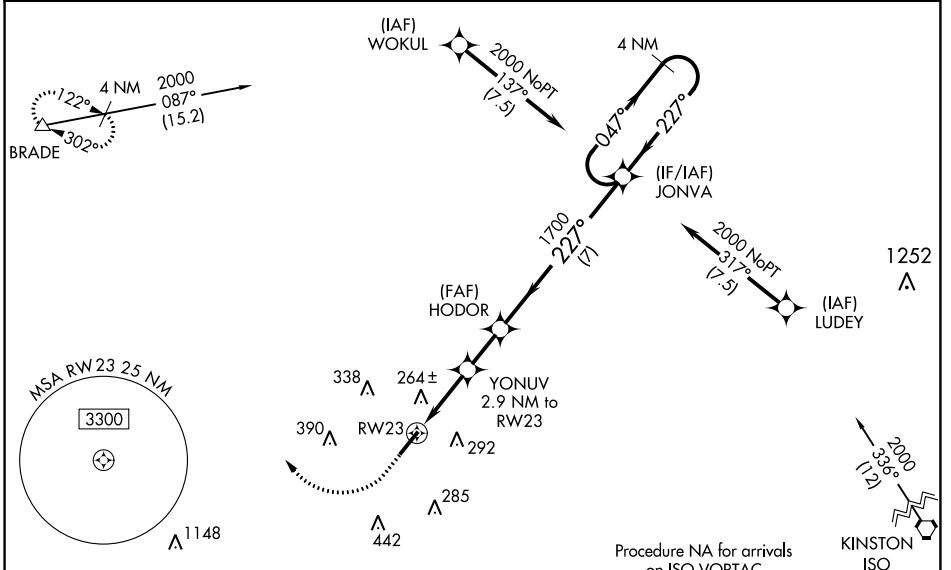 (IAF)
WOKUL
2000 NoPT
137°
(7.5)
4 NM
047°
227°
(IF/IAF)
JONVA
4 NM
2000
087°
(15.2)
122°
302°
BRADE
1700
227°
(7)
2000 NoPT
317°
(7.5)
(IAF)
LUDEY
1252
(FAF)
HODOR
YONUV
2.9 NM to
RW23
338
264±
390
RW23
292
285
442
MSA RW23 25 NM
3300
1148
2000
336°
(12)
KINSTON
ISO
Procedure NA for arrivals
on ISO VORTAC